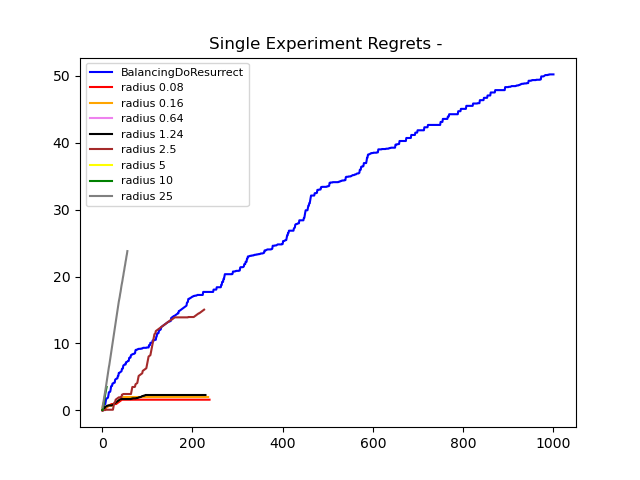 Single Experiment Regrets -
BalancingDoResurrect
radius 0.08
radius 0.16
radius 0.64
radius 1.24
radius 2.5
radius 5
radius 10
radius 25
50
40
30
20
10
0
0 200 400 600 800 1000